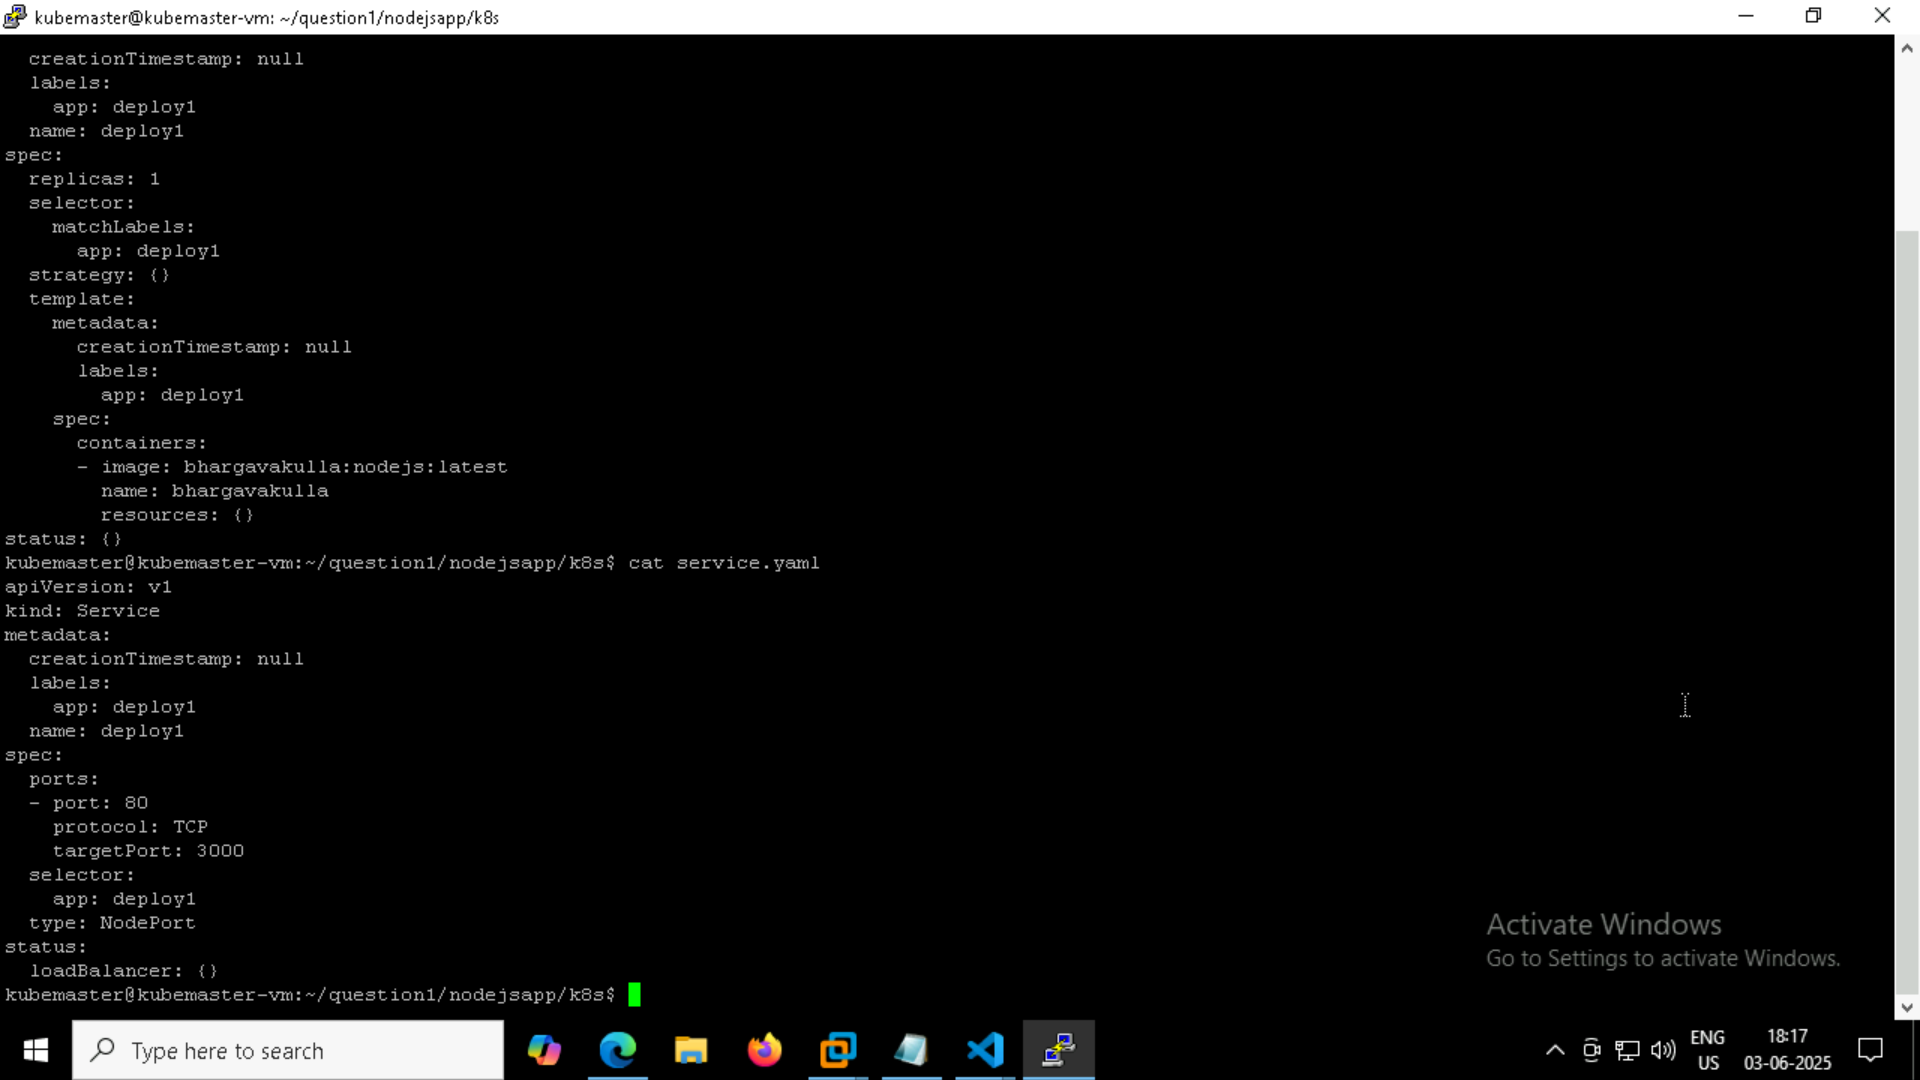 kubemaster@kubemaster-vm: ~/question1/nodejsapp/k8s
  creationTimestamp: null
  labels:
    app: deploy1
  name: deploy1
spec:
  replicas: 1
  selector:
    matchLabels:
      app: deploy1
  strategy: {}
  template:
    metadata:
      creationTimestamp: null
      labels:
        app: deploy1
    spec:
      containers:
      - image: bhargavakulla:nodejs:latest
        name: bhargavakulla
        resources: {}
status: {}
kubemaster@kubemaster-vm:~/question1/nodejsapp/k8s$ cat service.yaml
apiVersion: v1
kind: Service
metadata:
  creationTimestamp: null
  labels:
    app: deploy1
  name: deploy1
spec:
  ports:
  - port: 80
    protocol: TCP
    targetPort: 3000
  selector:
    app: deploy1
  type: NodePort
status:
  loadBalancer: {}
kubemaster@kubemaster-vm:~/question1/nodejsapp/k8s$
Activate Windows
Go to Settings to activate Windows.
Type here to search
ENG
US
18:17
03-06-2025